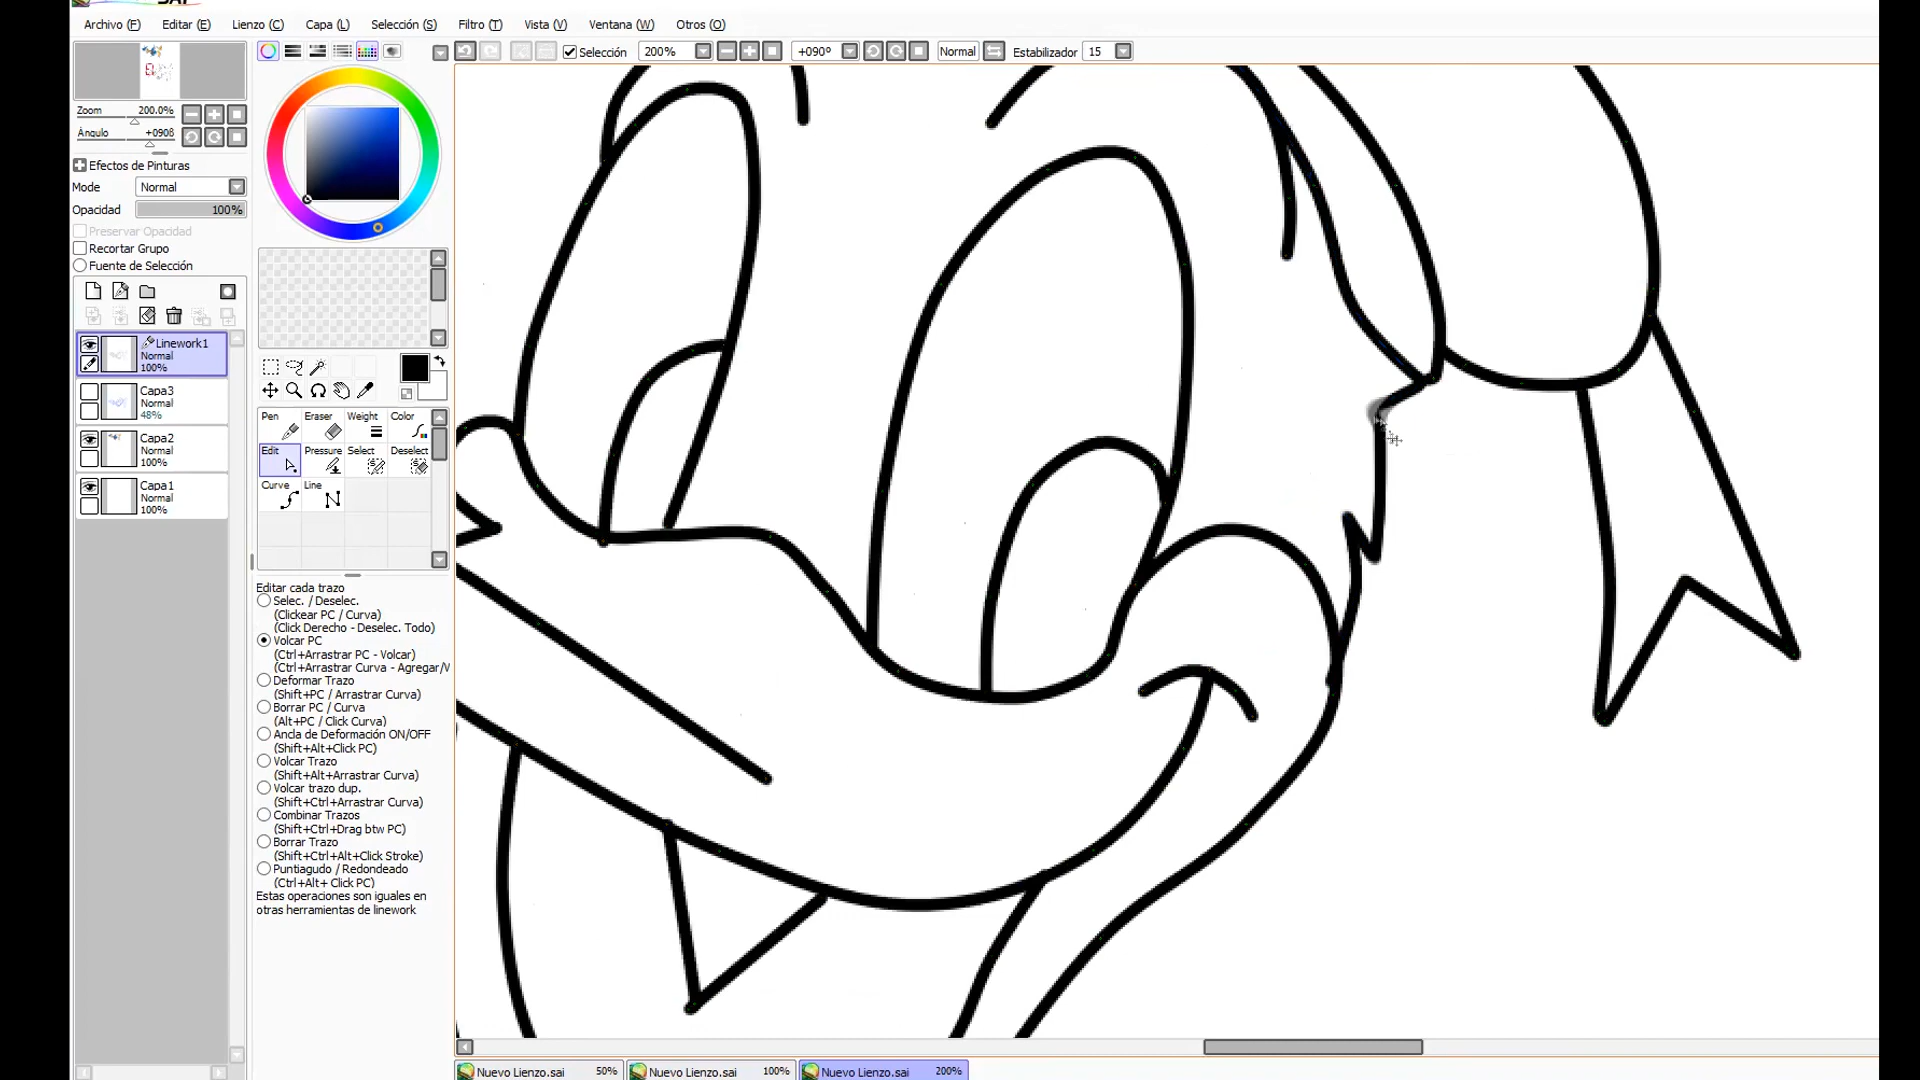 SAI
Archivo (F) Editar (E) Lienzo (C) Capa (L) Selección (S) Filtro (T) Vista (V) Ventana (W) Otros (O)
Selección 200% +090º Normal Estabilizador 15
Zoom 200.0%
Ángulo +090ß
Efectos de Pinturas
Mode Normal
Opacidad 100%
Preservar Opacidad
Recortar Grupo
Fuente de Selección
Linework1
Normal
100%
Capa3
Normal
48%
Capa2
Normal
100%
Capa1
Normal
100%
Pen Eraser Weight Color
Edit Pressure Select Deselect
Curve Line
Editar cada trazo
Selec. / Deselec.
(Clickear PC / Curva)
(Click Derecho - Deselec. Todo)
Volcar PC
(Ctrl+Arrastrar PC - Volcar)
(Ctrl+Arrastrar Curva - Agregar/V
Deformar Trazo
(Shift+PC / Arrastrar Curva)
Borrar PC / Curva
(Alt+PC / Click Curva)
Ancla de Deformación ON/OFF
(Shift+Alt+Click PC)
Volcar Trazo
(Shift+Alt+Arrastrar Curva)
Volcar trazo dup.
(Shift+Ctrl+Arrastrar Curva)
Combinar Trazos
(Shift+Ctrl+Drag btw PC)
Borrar Trazo
(Shift+Ctrl+Alt+Click Stroke)
Puntiagudo / Redondeado
(Ctrl+Alt+ Click PC)
Estas operaciones son iguales en
otras herramientas de linework
Nuevo Lienzo.sai 50% Nuevo Lienzo.sai 100% Nuevo Lienzo.sai 200%